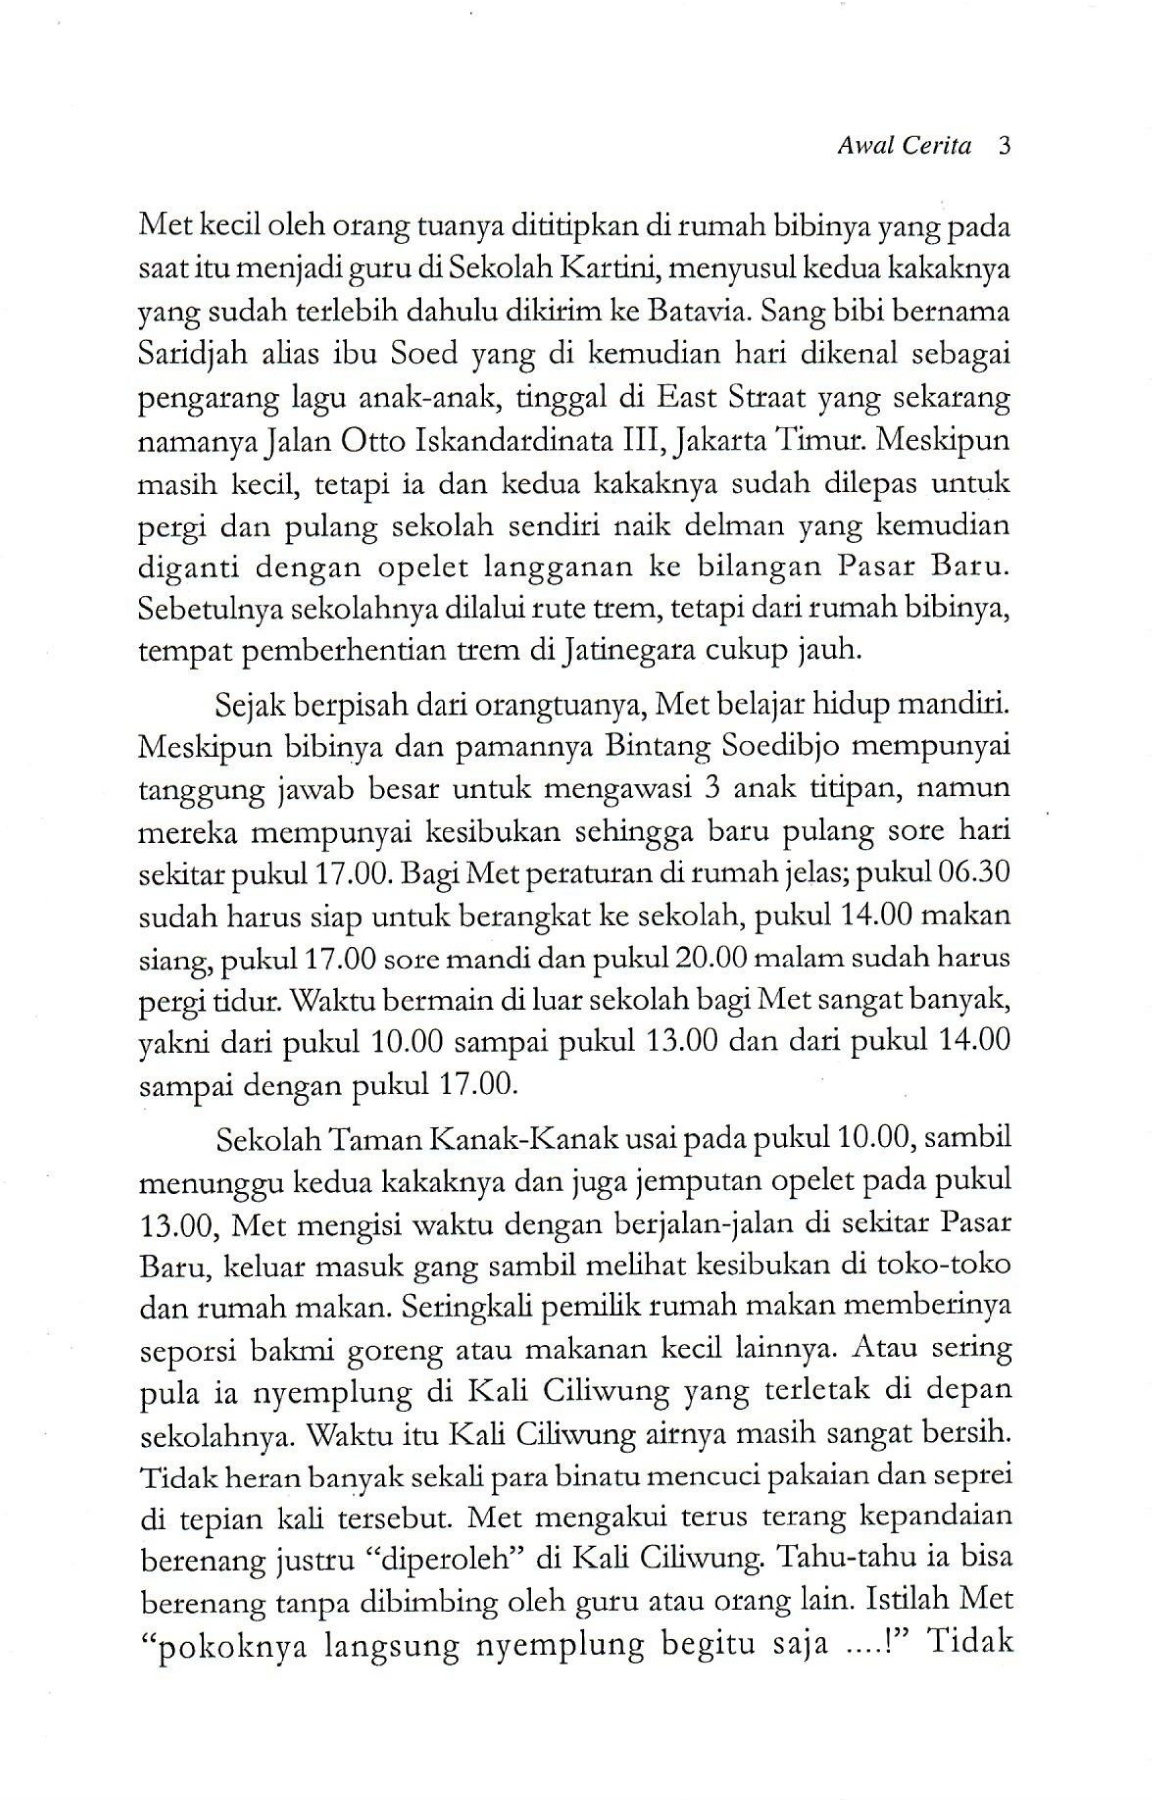 Awal Cerita 3
Met kecil oleh orang tuanya dititipkan di rumah bibinya yang pada
saat itu menjadi guru di Sekolah Kartini, menyusul kedua kakaknya
yang sudah terlebih dahulu dikirim ke Batavia. Sang bibi bernama
Saridjah alias ibu Soed yang di kemudian hari dikenal sebagai
pengarang lagu anak-anak, tinggal di East Straat yang sekarang
namanya Jalan Otto Iskandardinata III, Jakarta Timur. Meskipun
masih kecil, tetapi ia dan kedua kakaknya sudah dilepas untuk
pergi dan pulang sekolah sendiri naik delman yang kemudian
diganti dengan opelet langganan ke bilangan Pasar Baru.
Sebetulnya sekolahnya dilalui rute trem, tetapi dari rumah bibinya,
tempat pemberhentian trem di Jatinegara cukup jauh.
Sejak berpisah dari orangtuanya, Met belajar hidup mandiri.
Meskipun bibinya dan pamannya Bintang Soedibjo mempunyai
tanggung jawab besar untuk mengawasi 3 anak titipan, namun
mereka mempunyai kesibukan sehingga baru pulang sore hari
sekitar pukul 17.00. Bagi Met peraturan di rumah jelas; pukul 06.30
sudah harus siap untuk berangkat ke sekolah, pukul 14.00 makan
siang, pukul 17.00 sore mandi dan pukul 20.00 malam sudah harus
pergi tidur. Waktu bermain di luar sekolah bagi Met sangat banyak,
yakni dari pukul 10.00 sampai pukul 13.00 dan dari pukul 14.00
sampai dengan pukul 17.00.
Sekolah Taman Kanak-Kanak usai pada pukul 10.00, sambil
menunggu kedua kakaknya dan juga jemputan opelet pada pukul
13.00, Met mengisi waktu dengan berjalan-jalan di sekitar Pasar
Baru, keluar masuk gang sambil melihat kesibukan di toko-toko
dan rumah makan. Seringkali pemilik rumah makan memberinya
seporsi bakmi goreng atau makanan kecil lainnya. Atau sering
pula ia nyemplung di Kali Ciliwung yang terletak di depan
sekolahnya. Waktu itu Kali Ciliwung airnya masih sangat bersih.
Tidak heran banyak sekali para binatu mencuci pakaian dan seprei
di tepian kali tersebut. Met mengakui terus terang kepandaian
berenang justru “diperoleh” di Kali Ciliwung. Tahu-tahu ia bisa
berenang tanpa dibimbing oleh guru atau orang lain. Istilah Met
“pokoknya langsung nyemplung begitu saja ....!” Tidak